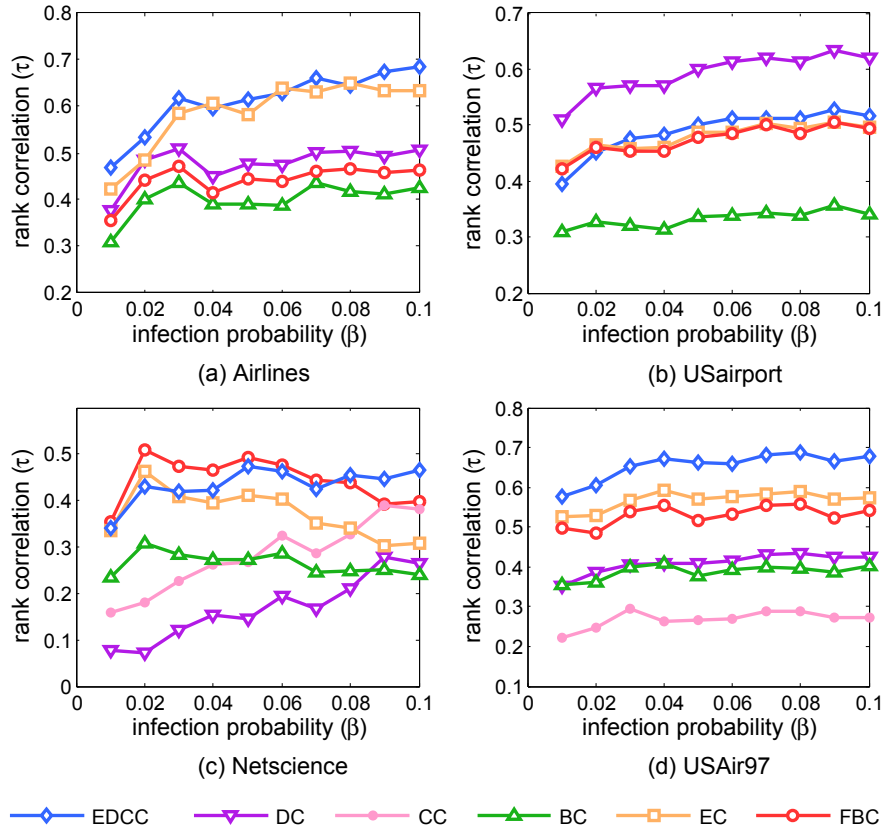 0.8
0.7
0.6
0.5
0.4
0.3
0.2
rank correlation (τ)
0 0.02 0.04 0.06 0.08 0.1
infection probability (β)
(a) Airlines
0.7
0.6
0.5
0.4
0.3
0.2
rank correlation (τ)
0 0.02 0.04 0.06 0.08 0.1
infection probability (β)
(b) USairport
0.5
0.4
0.3
0.2
0.1
0
rank correlation (τ)
0 0.02 0.04 0.06 0.08 0.1
infection probability (β)
(c) Netscience
0.8
0.7
0.6
0.5
0.4
0.3
0.2
0.1
rank correlation (τ)
0 0.02 0.04 0.06 0.08 0.1
infection probability (β)
(d) USAir97
EDCC DC CC BC EC FBC